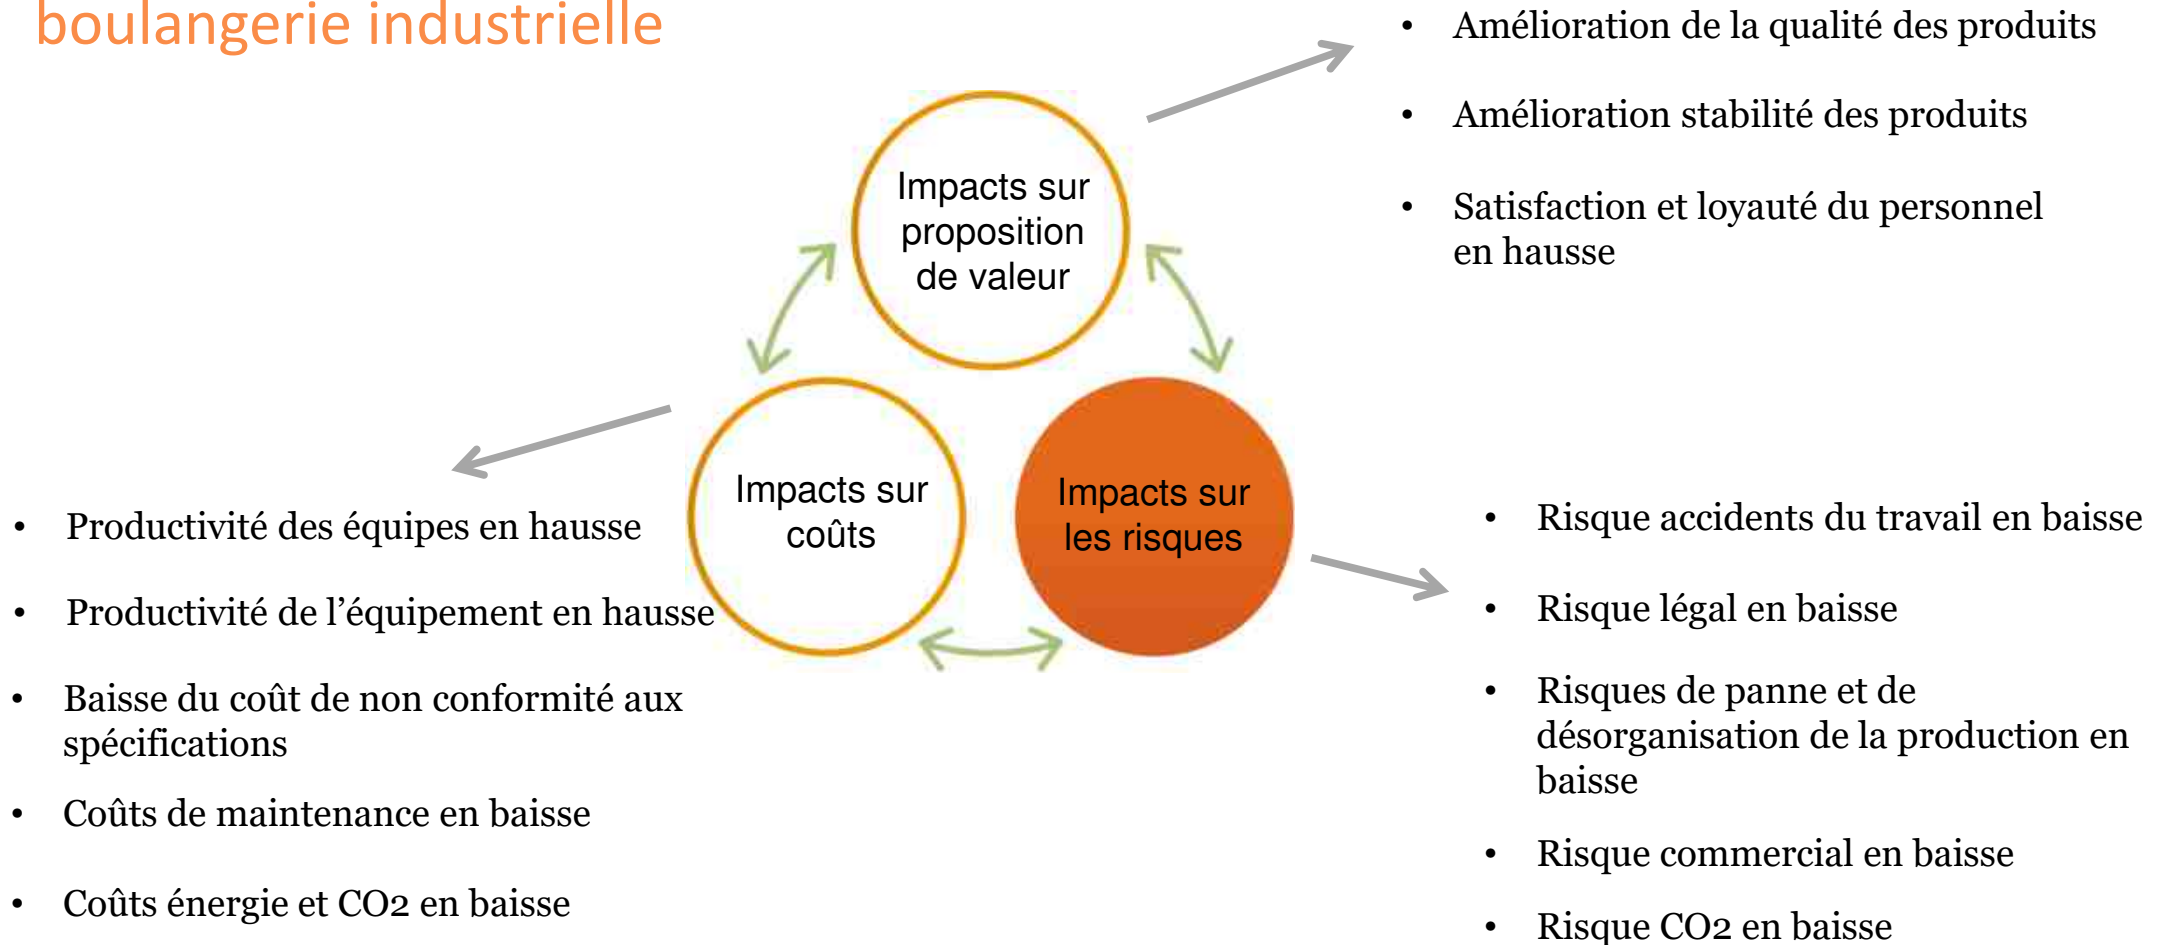 boulangerie industrielle
• Amélioration de la qualité des produits
• Amélioration stabilité des produits
• Satisfaction et loyauté du personnel
en hausse
Impacts sur
proposition
de valeur
Impacts sur
coûts
Impacts sur
les risques
• Productivité des équipes en hausse
• Productivité de l’équipement en hausse
• Baisse du coût de non conformité aux
spécifications
• Coûts de maintenance en baisse
• Coûts énergie et CO2 en baisse
• Risque accidents du travail en baisse
• Risque légal en baisse
• Risques de panne et de
désorganisation de la production en
baisse
• Risque commercial en baisse
• Risque CO2 en baisse